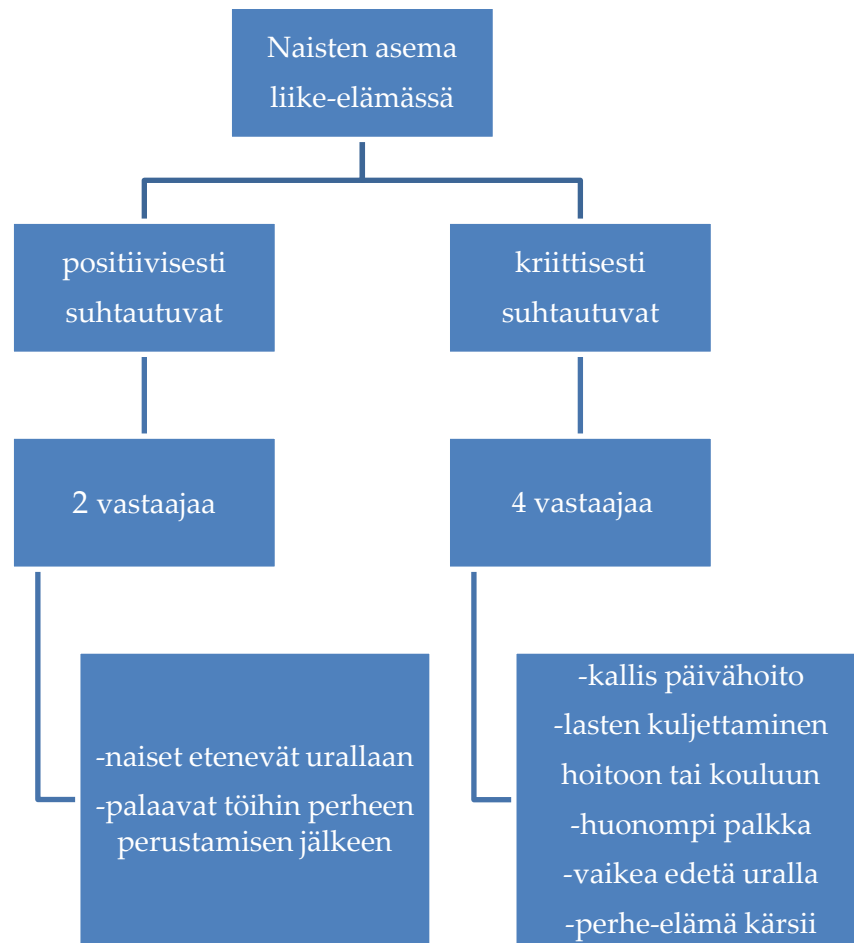 Naisten asema
liike-elämässä
positiivisesti
suhtautuvat
kriittisesti
suhtautuvat
2 vastaajaa
4 vastaajaa
-naiset etenevät urallaan
-palaavat töihin perheen
perustamisen jälkeen
-kallis päivähoito
-lasten kuljettaminen
hoitoon tai kouluun
-huonompi palkka
-vaikea edetä uralla
-perhe-elämä kärsii